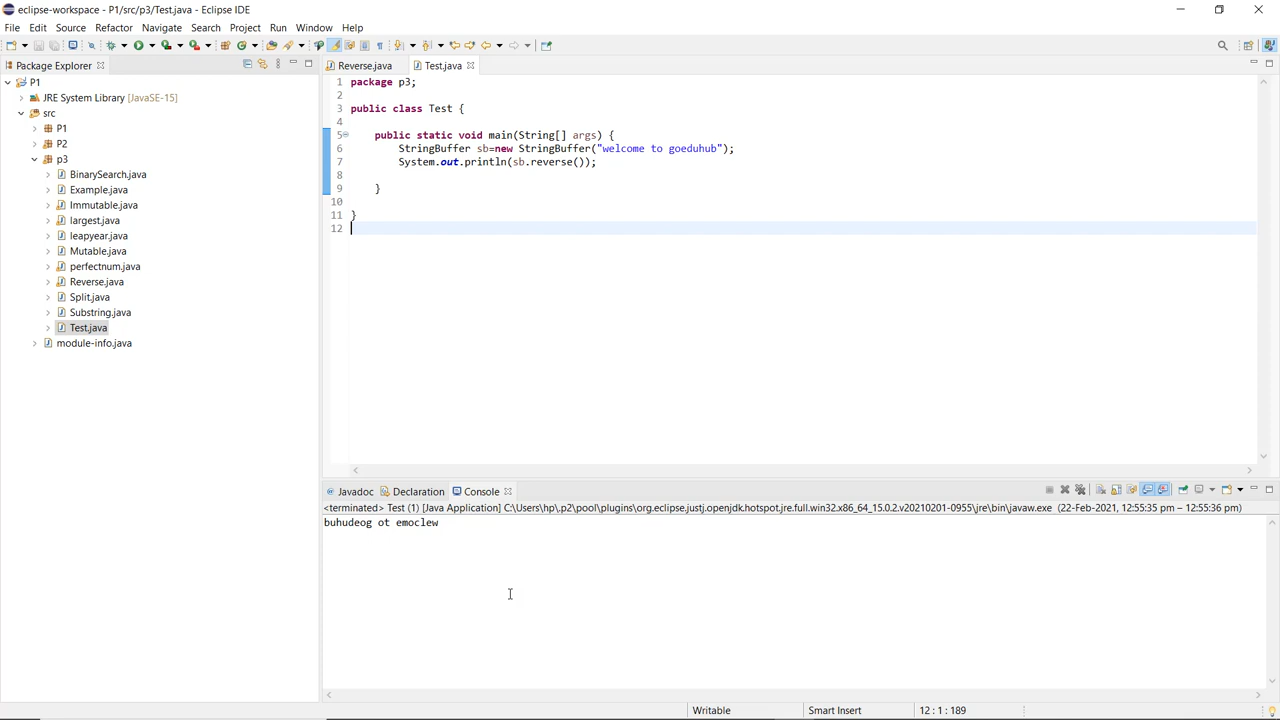 eclipse-workspace - P1/src/p3/Test.java - Eclipse IDE
File Edit Source Refactor Navigate Search Project Run Window Help
Package Explorer
P1
JRE System Library [JavaSE-15]
src
P1
P2
p3
BinarySearch.java
Example.java
Immutable.java
largest.java
leapyear.java
Mutable.java
perfectnum.java
Reverse.java
Split.java
Substring.java
Test.java
module-info.java
Reverse.java Test.java
1 package p3;
2
3 public class Test {
4
5 public static void main(String[] args) {
6 StringBuffer sb=new StringBuffer("welcome to goeduhub");
7 System.out.println(sb.reverse());
8
9 }
10
11 }
12
Javadoc Declaration Console
<terminated> Test (1) [Java Application] C:\Users\hp\.p2\pool\plugins\org.eclipse.justj.openjdk.hotspot.jre.full.win32.x86_64_15.0.2.v20210201-0955\jre\bin\javaw.exe (22-Feb-2021, 12:55:35 pm – 12:55:36 pm)
buhudeog ot emoclew
Writable Smart Insert 12 : 1 : 189